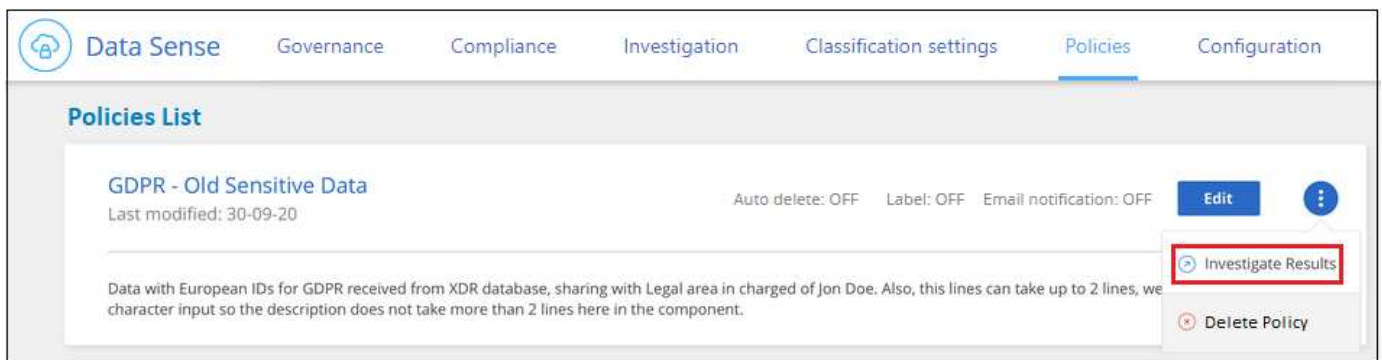 Data Sense Governance Compliance Investigation Classification settings Policies Configuration
Policies List
GDPR - Old Sensitive Data
Last modified: 30-09-20
Auto delete: OFF Label: OFF Email notification: OFF Edit
Investigate Results
Data with European IDs for GDPR received from XDR database, sharing with Legal area in charged of Jon Doe. Also, this lines can take up to 2 lines, we
character input so the description does not take more than 2 lines here in the component.
Delete Policy